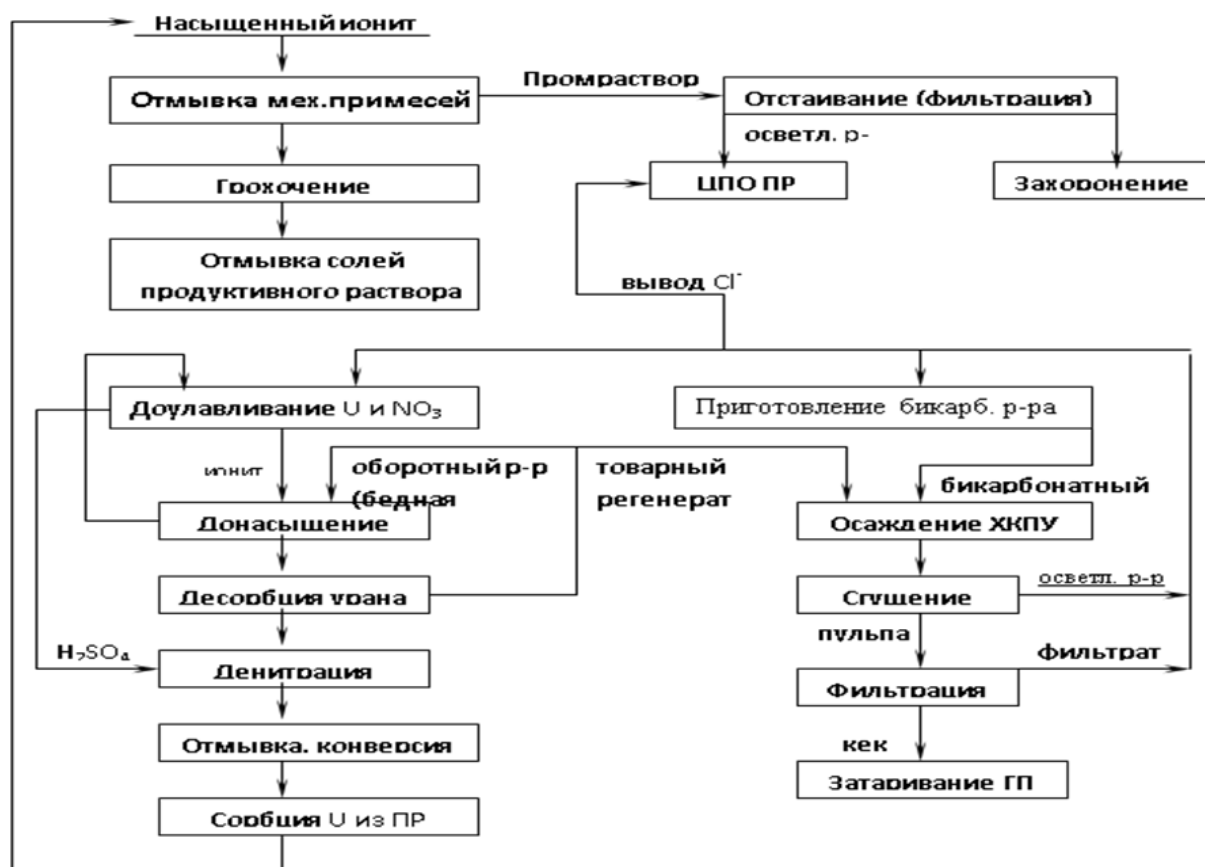 Насыщенный ионит
Промраствор
Отмывка мех.примесей
Отстаивание (фильтрация)
осветл. р-
Грохочение
ЦПО ПР
Захоронение
Отмывка солей
продуктивного раствора
вывод Cl⁻
Доулавливание U и NO₃
Приготовление бикарб. р-ра
ионит
оборотный р-р
(бедная
товарный
регенерат
бикарбонатный
Донасыщение
Осаждение ХКПУ
Десорбция урана
Сгущение
осветл. р-р
пульпа
H₂SO₄
Денитрация
фильтрат
Фильтрация
Отмывка. конверсия
кек
Затаривание ГП
Сорбция U из ПР